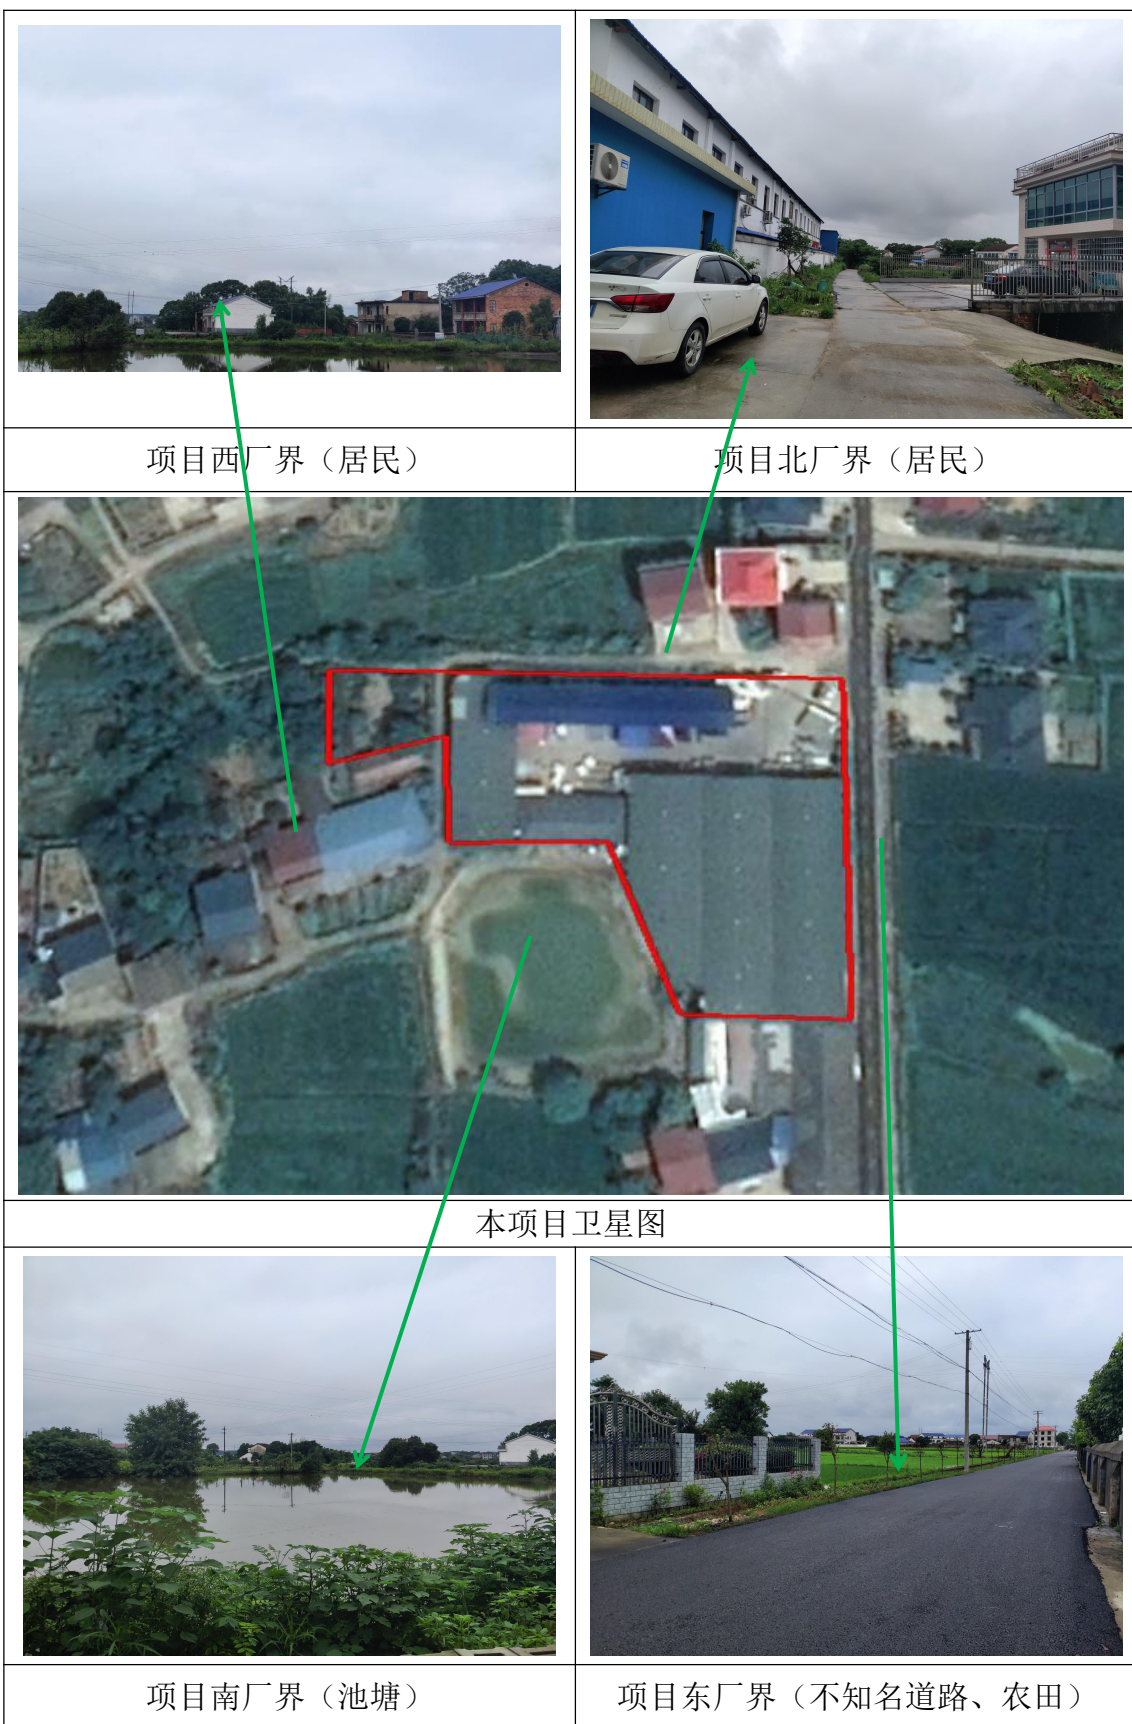 项目西厂界（居民）
项目北厂界（居民）
本项目卫星图
项目南厂界（池塘）
项目东厂界（不知名道路、农田）